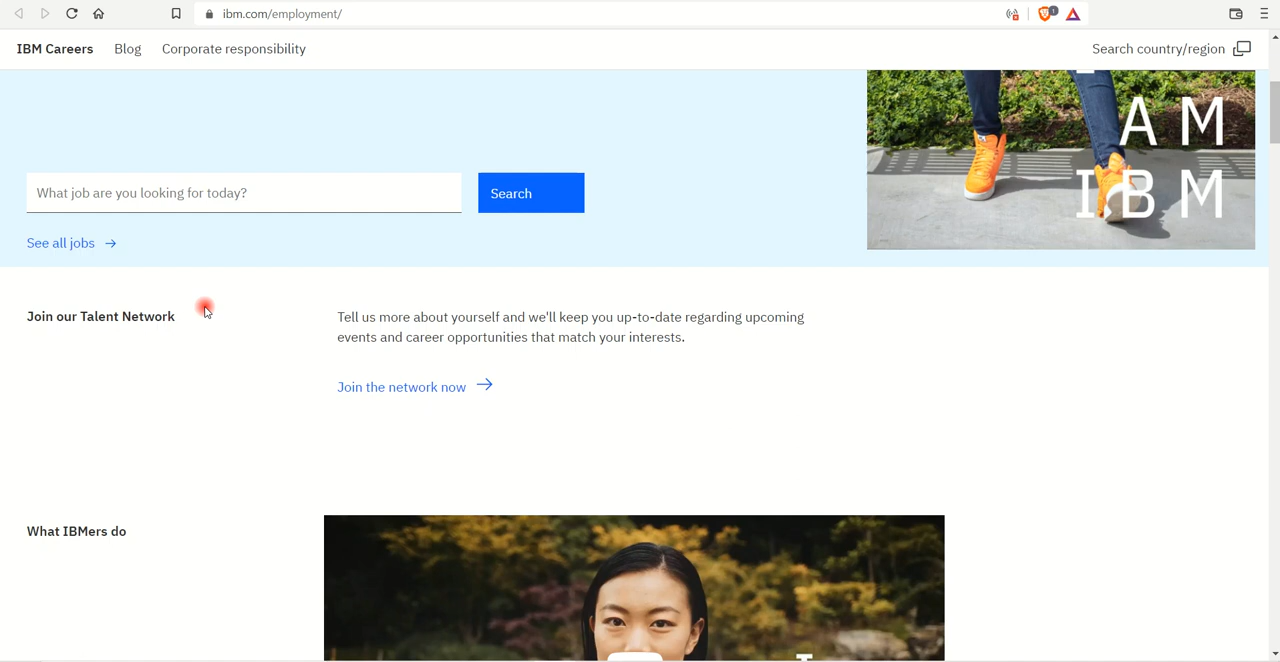 ibm.com/employment/
1
IBM Careers Blog Corporate responsibility Search country/region
A M
I B M
What job are you looking for today? Search
See all jobs →
Join our Talent Network
Tell us more about yourself and we'll keep you up-to-date regarding upcoming
events and career opportunities that match your interests.
Join the network now →
What IBMers do